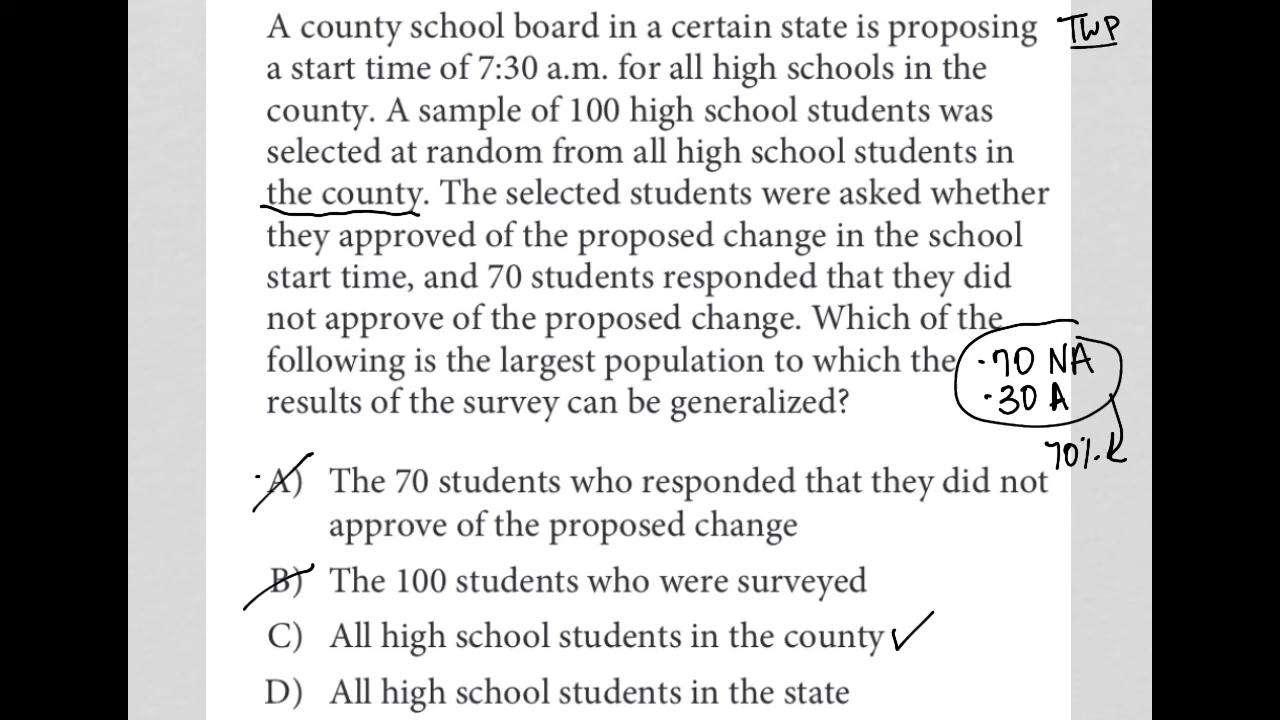 A county school board in a certain state is proposing TWP
a start time of 7:30 a.m. for all high schools in the
county. A sample of 100 high school students was
selected at random from all high school students in
the county. The selected students were asked whether
they approved of the proposed change in the school
start time, and 70 students responded that they did
not approve of the proposed change. Which of the
following is the largest population to which the
results of the survey can be generalized?
·70 NA
·30 A
70%
A) The 70 students who responded that they did not
approve of the proposed change
B) The 100 students who were surveyed
C) All high school students in the county
D) All high school students in the state